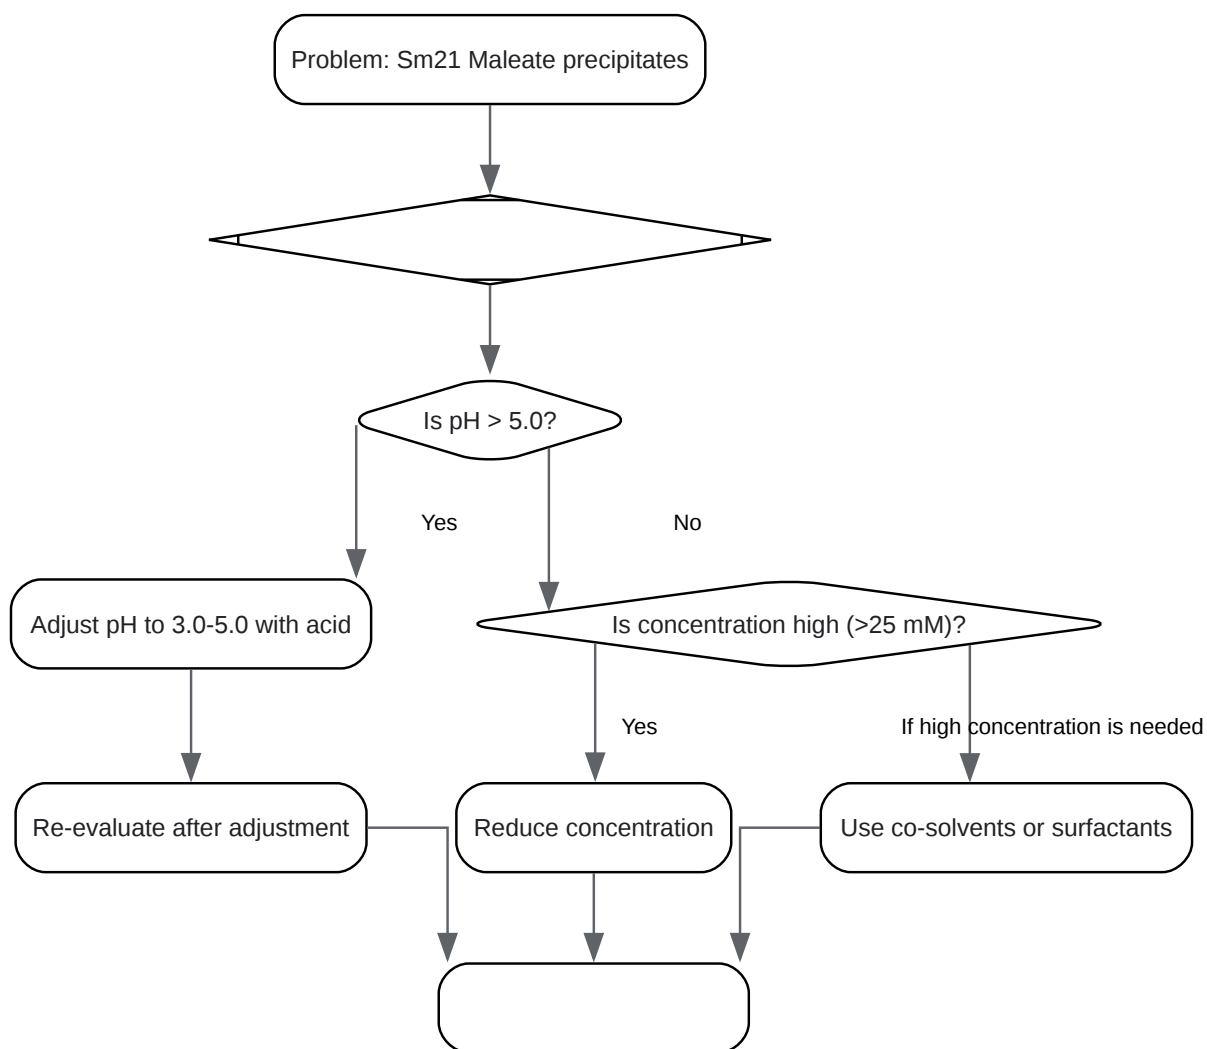 Problem: Sm21 Maleate precipitates
Is pH > 5.0?
Yes
No
Adjust pH to 3.0-5.0 with acid
Is concentration high (>25 mM)?
Yes
If high concentration is needed
Re-evaluate after adjustment
Reduce concentration
Use co-solvents or surfactants